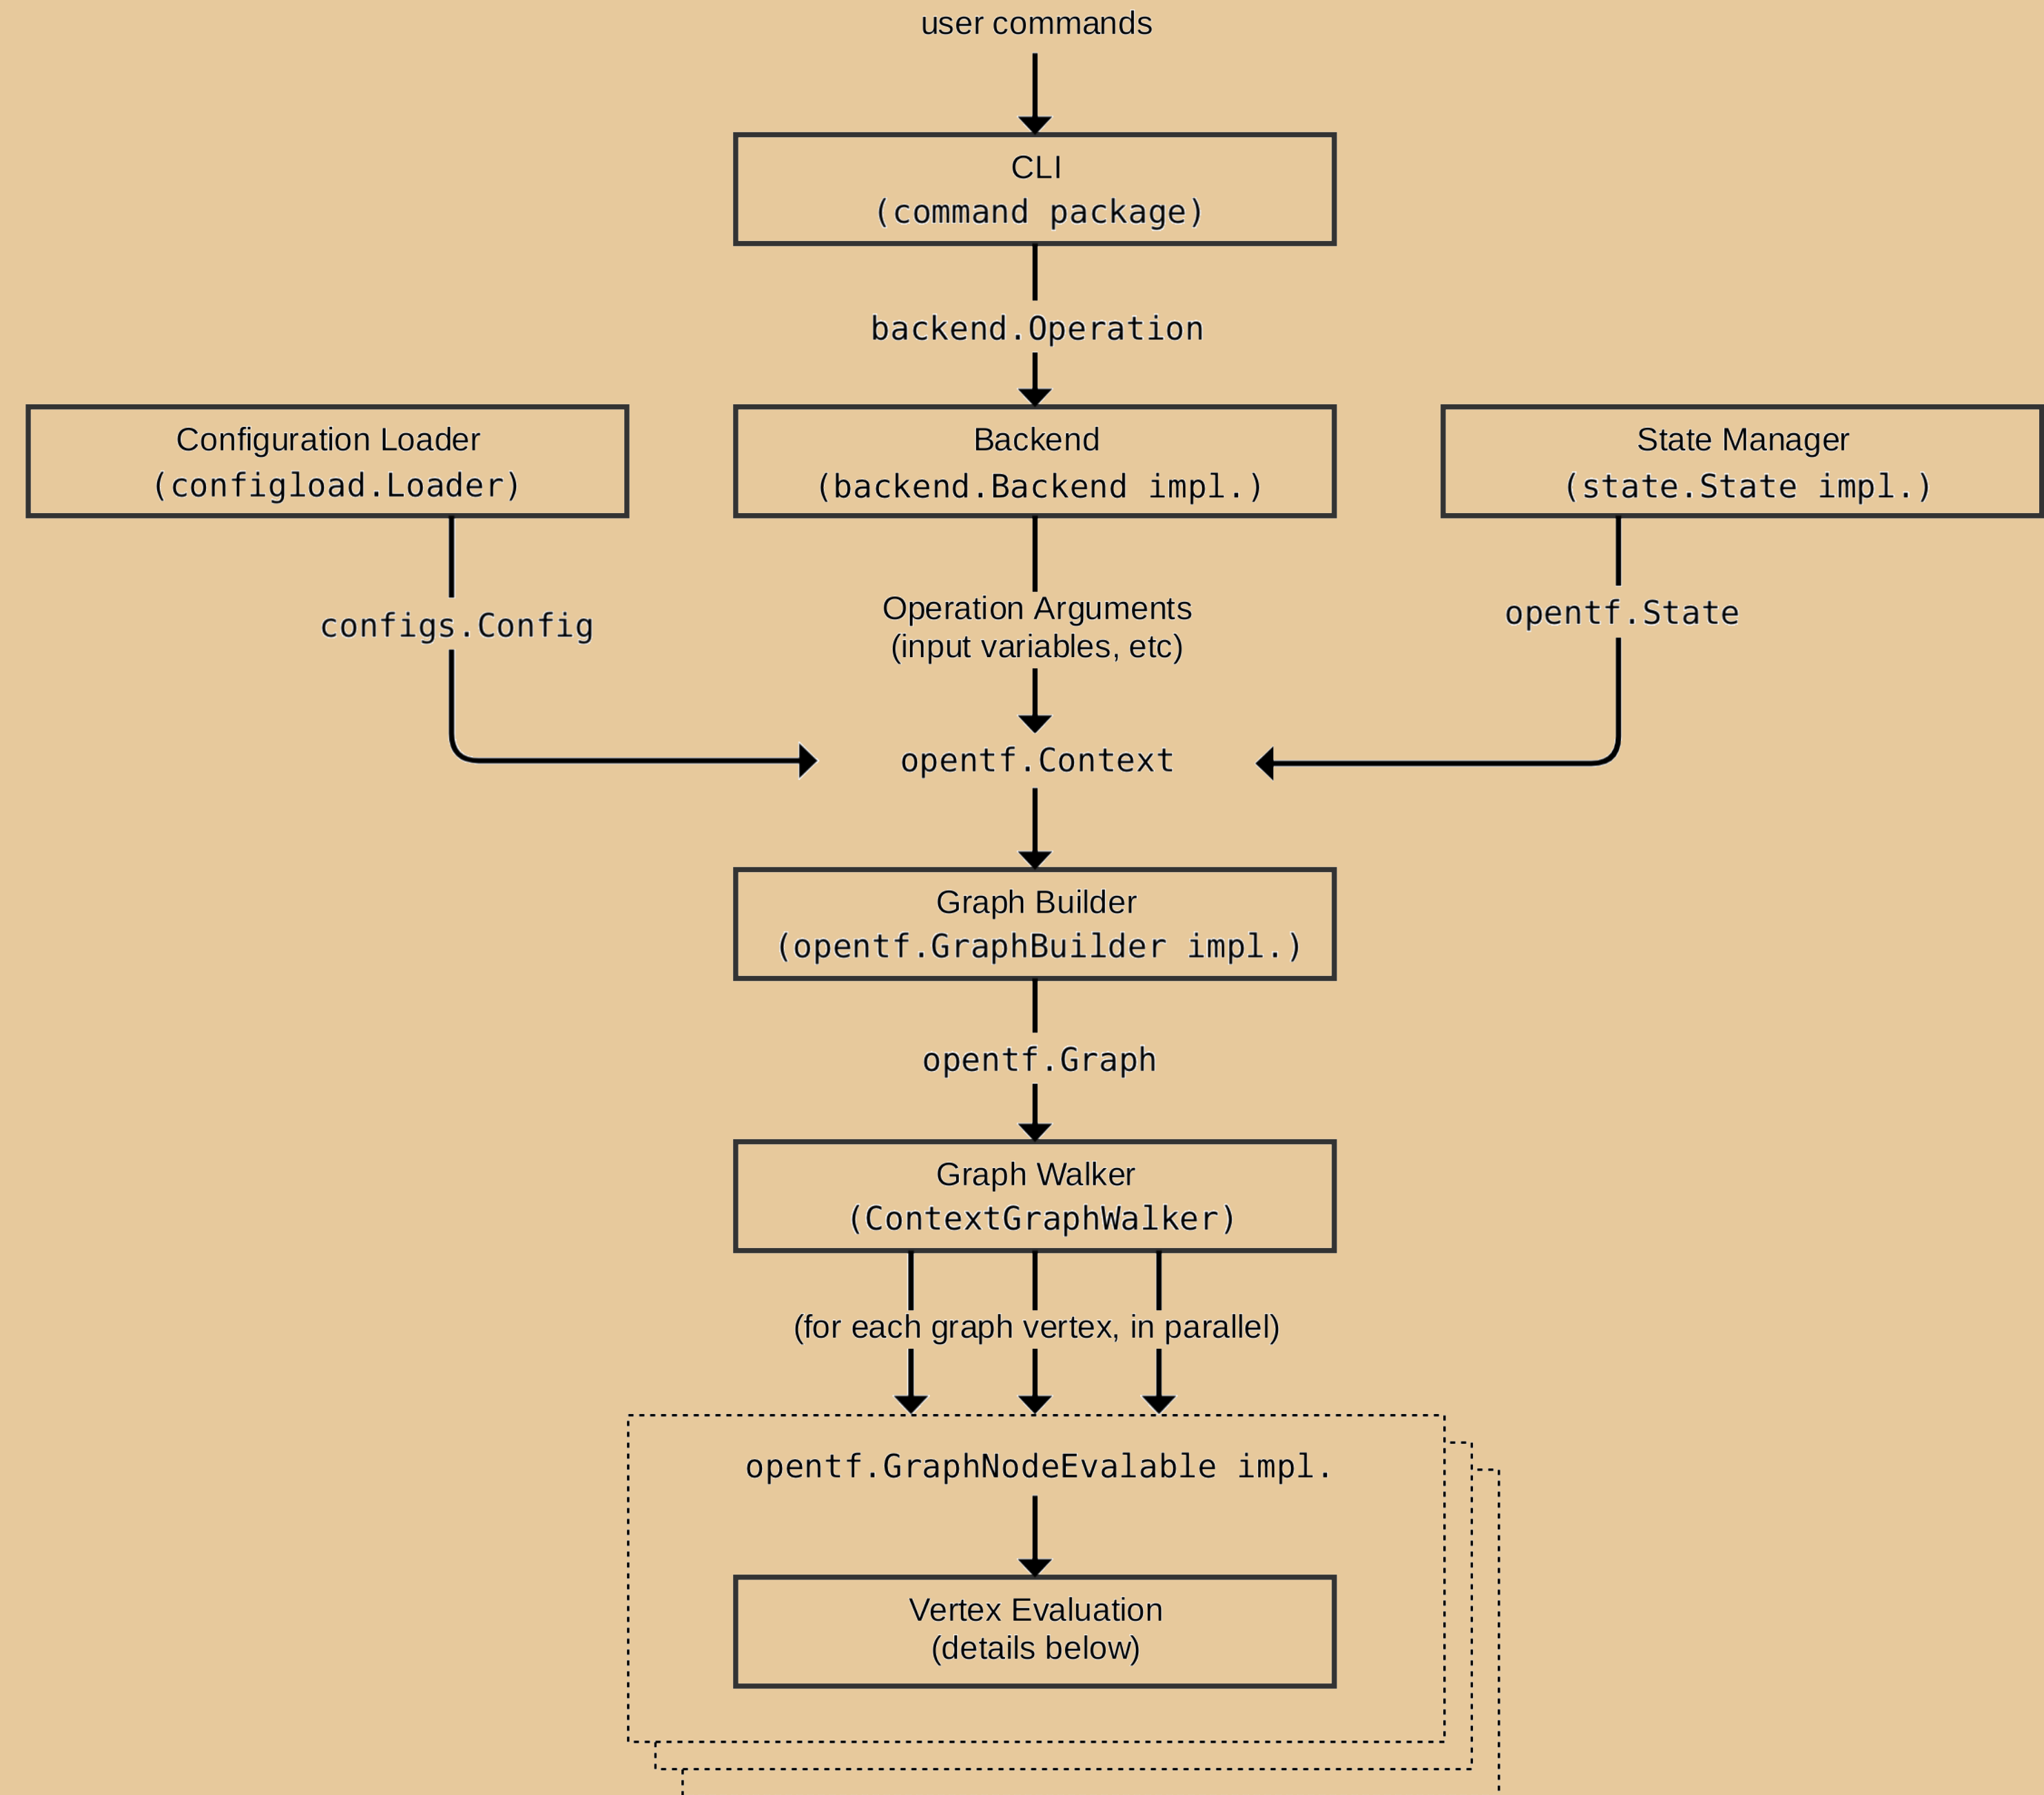 user commands
CLI
(command package)
backend.Operation
Configuration Loader
(configload.Loader)
Backend
(backend.Backend impl.)
State Manager
(state.State impl.)
configs.Config
Operation Arguments
(input variables, etc)
opentf.State
opentf.Context
Graph Builder
(opentf.GraphBuilder impl.)
opentf.Graph
Graph Walker
(ContextGraphWalker)
(for each graph vertex, in parallel)
opentf.GraphNodeEvalable impl.
Vertex Evaluation
(details below)